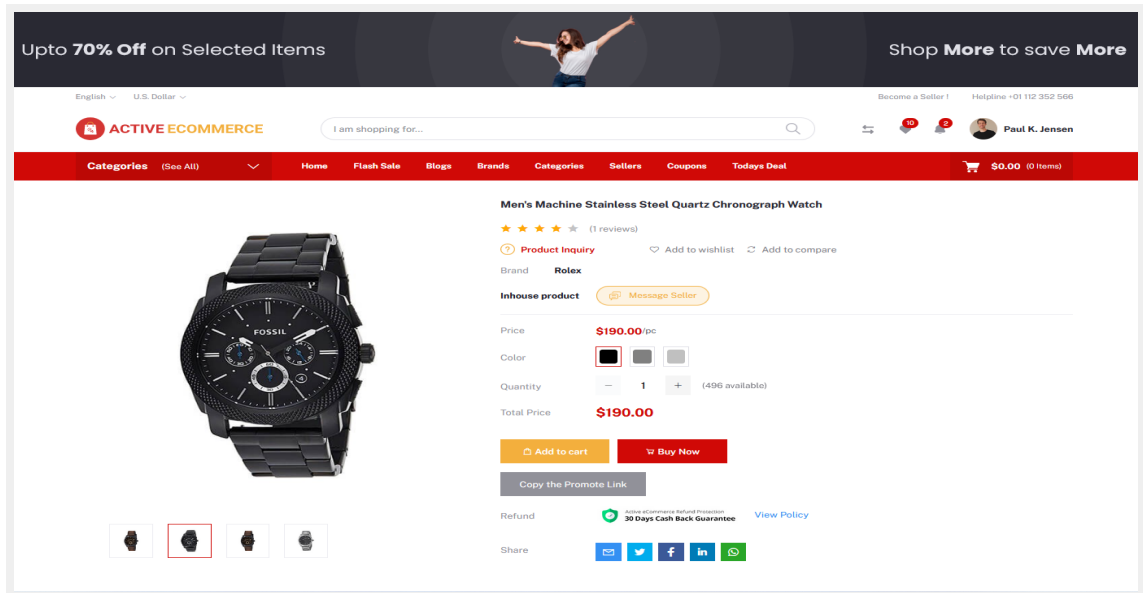 Upto 70% Off on Selected Items
Shop More to save More
English
U.S. Dollar
Become a Seller !
Helpline +01 112 352 566
ACTIVE ECOMMERCE
I am shopping for...
10
2
Paul K. Jensen
Categories (See All)
Home
Flash Sale
Blogs
Brands
Categories
Sellers
Coupons
Todays Deal
$0.00 (0 Items)
Men's Machine Stainless Steel Quartz Chronograph Watch
(1 reviews)
? Product Inquiry
Add to wishlist
Add to compare
Brand Rolex
Inhouse product
Message Seller
FOSSIL
Price $190.00/pc
Color
Quantity − 1 + (496 available)
Total Price $190.00
Add to cart
Buy Now
Copy the Promote Link
Refund
Active eCommerce Refund Protection
30 Days Cash Back Guarantee
View Policy
Share
f
in